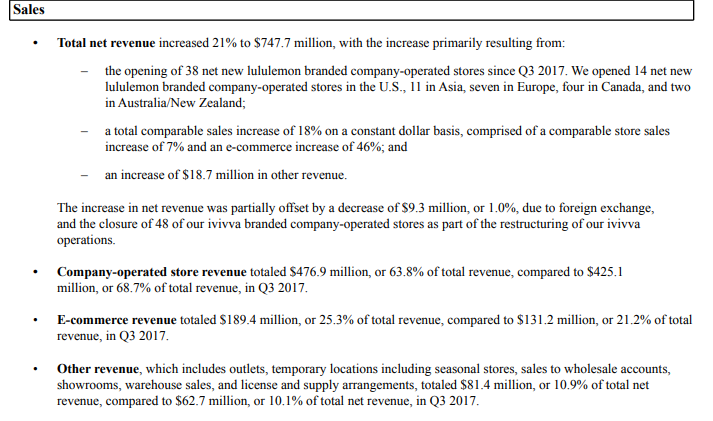 Sales
• Total net revenue increased 21% to $747.7 million, with the increase primarily resulting from:
– the opening of 38 net new lululemon branded company-operated stores since Q3 2017. We opened 14 net new
lululemon branded company-operated stores in the U.S., 11 in Asia, seven in Europe, four in Canada, and two
in Australia/New Zealand;
– a total comparable sales increase of 18% on a constant dollar basis, comprised of a comparable store sales
increase of 7% and an e-commerce increase of 46%; and
– an increase of $18.7 million in other revenue.
The increase in net revenue was partially offset by a decrease of $9.3 million, or 1.0%, due to foreign exchange,
and the closure of 48 of our ivivva branded company-operated stores as part of the restructuring of our ivivva
operations.
• Company-operated store revenue totaled $476.9 million, or 63.8% of total revenue, compared to $425.1
million, or 68.7% of total revenue, in Q3 2017.
• E-commerce revenue totaled $189.4 million, or 25.3% of total revenue, compared to $131.2 million, or 21.2% of total
revenue, in Q3 2017.
• Other revenue, which includes outlets, temporary locations including seasonal stores, sales to wholesale accounts,
showrooms, warehouse sales, and license and supply arrangements, totaled $81.4 million, or 10.9% of total net
revenue, compared to $62.7 million, or 10.1% of total net revenue, in Q3 2017.